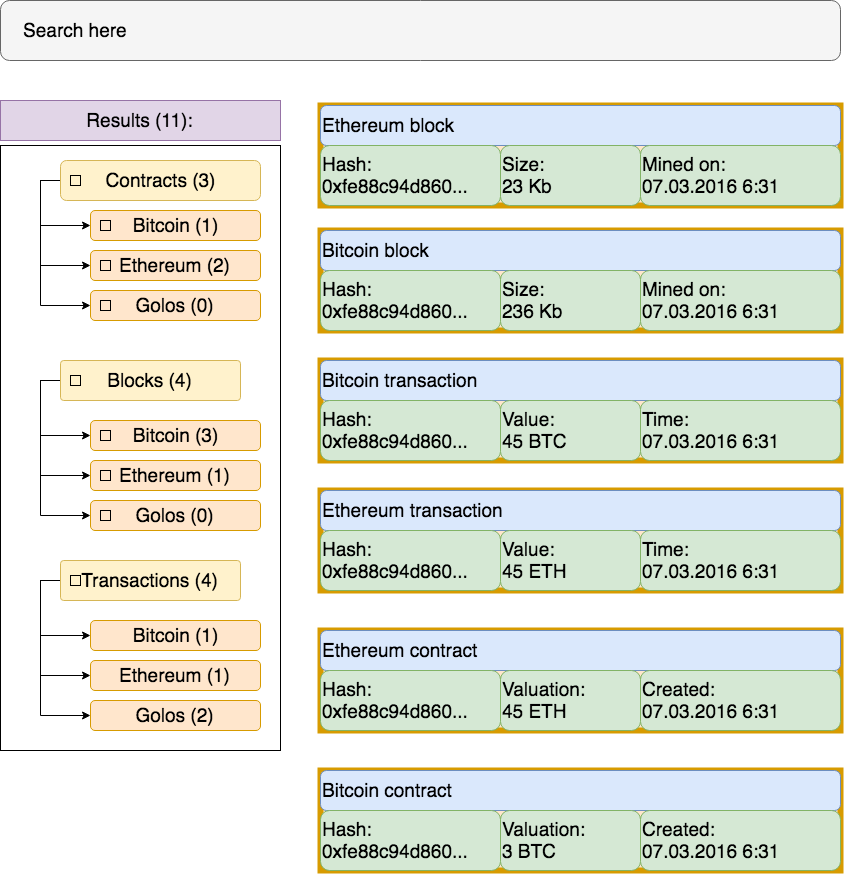 Search here
Results (11):
Contracts (3)
Bitcoin (1)
Ethereum (2)
Golos (0)
Blocks (4)
Bitcoin (3)
Ethereum (1)
Golos (0)
Transactions (4)
Bitcoin (1)
Ethereum (1)
Golos (2)
Ethereum block
Hash:
0xfe88c94d860...
Size:
23 Kb
Mined on:
07.03.2016 6:31
Bitcoin block
Hash:
0xfe88c94d860...
Size:
236 Kb
Mined on:
07.03.2016 6:31
Bitcoin transaction
Hash:
0xfe88c94d860...
Value:
45 BTC
Time:
07.03.2016 6:31
Ethereum transaction
Hash:
0xfe88c94d860...
Value:
45 ETH
Time:
07.03.2016 6:31
Ethereum contract
Hash:
0xfe88c94d860...
Valuation:
45 ETH
Created:
07.03.2016 6:31
Bitcoin contract
Hash:
0xfe88c94d860...
Valuation:
3 BTC
Created:
07.03.2016 6:31